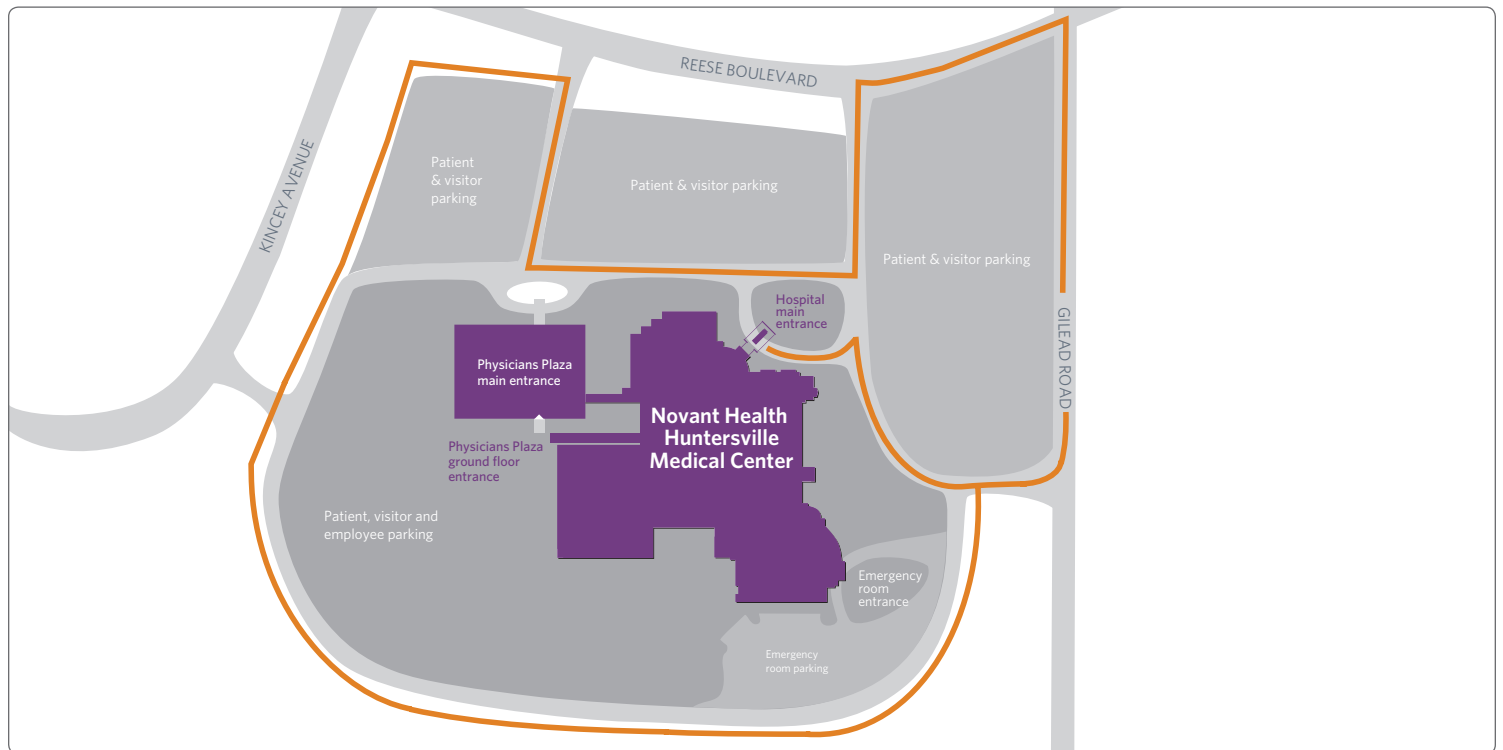 REESE BOULEVARD
KINCEY AVENUE
Patient
& visitor
parking
Patient & visitor parking
Patient & visitor parking
Hospital
main
entrance
GILEAD ROAD
Physicians Plaza
main entrance
Novant Health
Huntersville
Medical Center
Physicians Plaza
ground floor
entrance
Patient, visitor and
employee parking
Emergency
room
entrance
Emergency
room parking